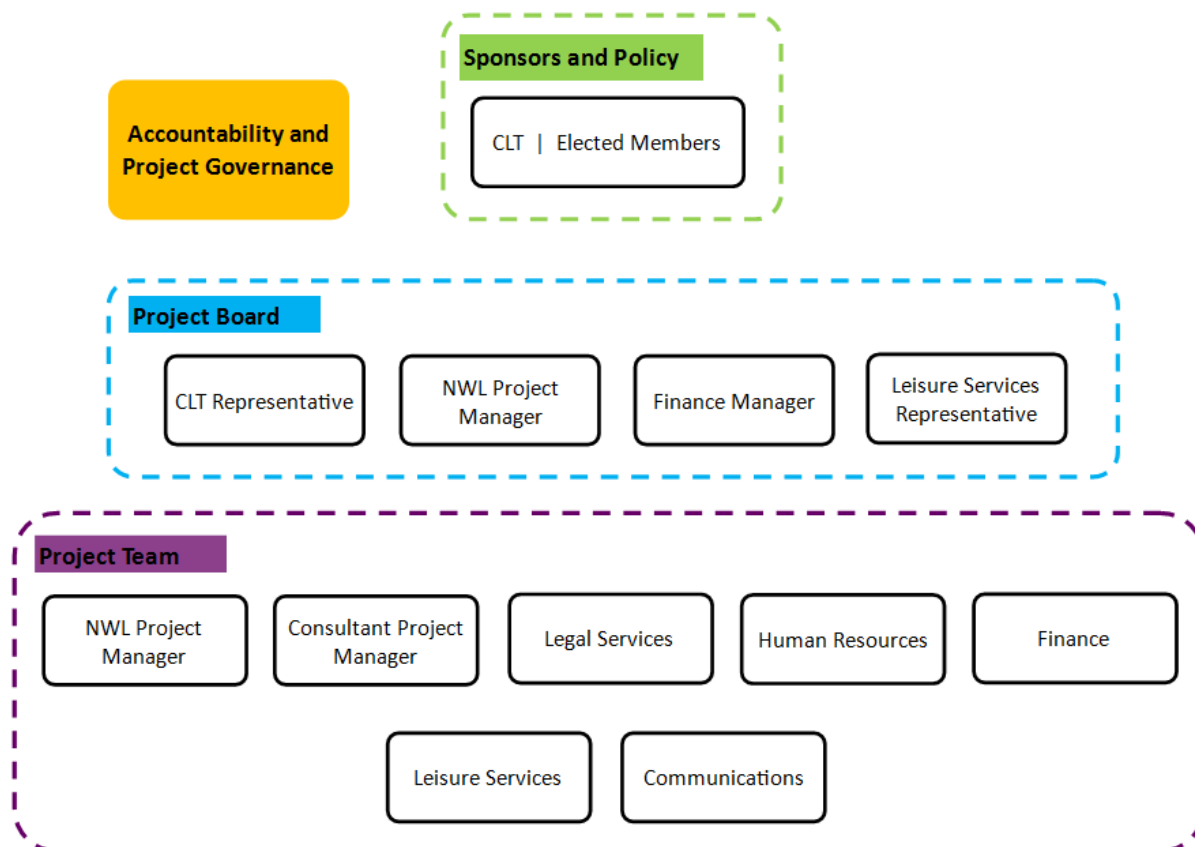 Sponsors and Policy
CLT | Elected Members
Accountability and
Project Governance
Project Board
CLT Representative
NWL Project
Manager
Finance Manager
Leisure Services
Representative
Project Team
NWL Project
Manager
Consultant Project
Manager
Legal Services
Human Resources
Finance
Leisure Services
Communications